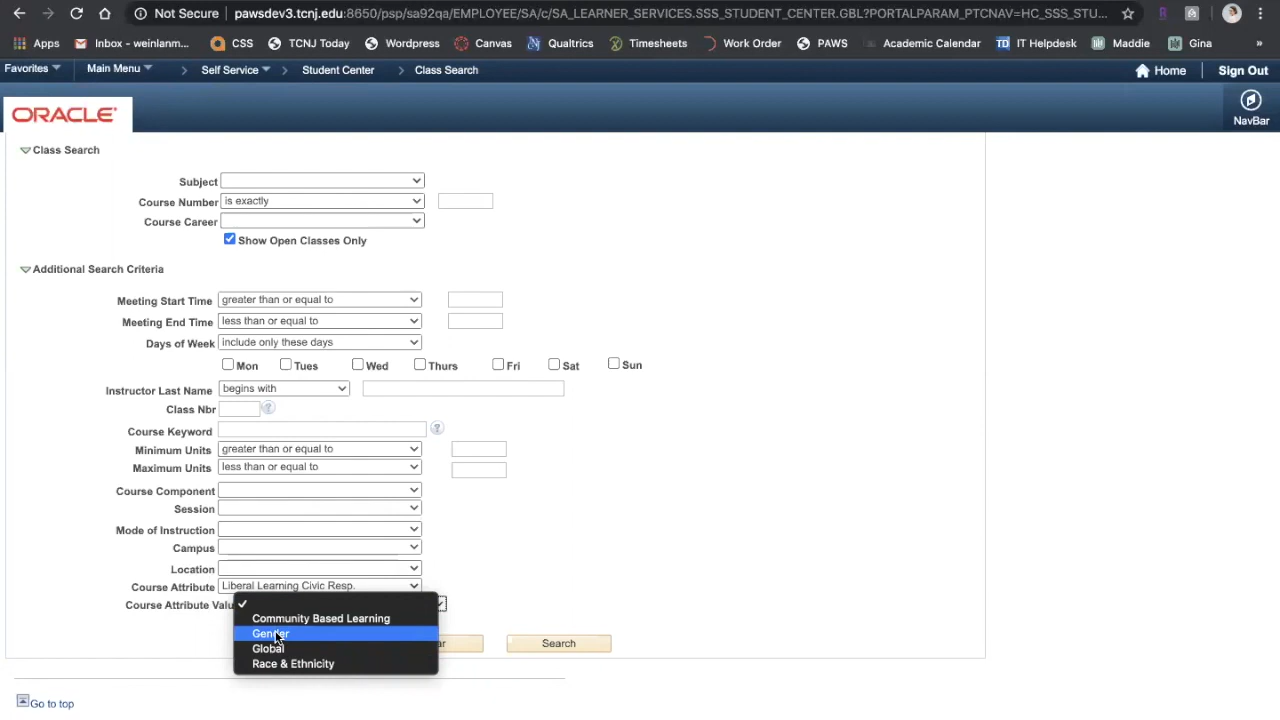 Not Secure pawsdev3.tcnj.edu:8650/psp/sa92qa/EMPLOYEE/SA/c/SA_LEARNER_SERVICES.SSS_STUDENT_CENTER.GBL?PORTALPARAM_PTCNAV=HC_SSS_STU...
Apps Inbox - weinlanm... CSS TCNJ Today Wordpress Canvas Qualtrics Timesheets Work Order PAWS Academic Calendar TD IT Helpdesk Maddie Gina »
Favorites Main Menu > Self Service > Student Center > Class Search Home Sign Out
ORACLE
NavBar
Class Search
Subject
Course Number is exactly
Course Career
Show Open Classes Only
Additional Search Criteria
Meeting Start Time greater than or equal to
Meeting End Time less than or equal to
Days of Week include only these days
Mon Tues Wed Thurs Fri Sat Sun
Instructor Last Name begins with
Class Nbr ?
Course Keyword ?
Minimum Units greater than or equal to
Maximum Units less than or equal to
Course Component
Session
Mode of Instruction
Campus
Location
Course Attribute Liberal Learning Civic Resp.
Course Attribute Valu
Community Based Learning
Gender
Global
Race & Ethnicity
ar Search
Go to top